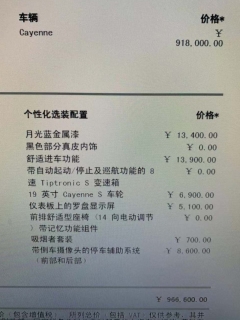 车辆 价格*
Cayenne ¥
918,000.00
个性化选装配置 价格*
月光蓝金属漆 ¥ 13,400.00
黑色部分真皮内饰 ¥ 0.00
舒适进车功能 ¥ 13,900.00
带自动起动/停止及巡航功能的 8 ¥ 0.00
速 Tiptronic S 变速箱
19 英寸 Cayenne S 车轮 ¥ 6,900.00
仪表板上的罗盘显示屏 ¥ 5,100.00
前排舒适型座椅 (14 向电动调节 ¥ 0.00
) 带记忆功能组件
吸烟者套装 ¥ 700.00
带倒车摄像头的停车辅助系统 ¥ 8,600.00
(前部和后部)
¥ 966,600.00